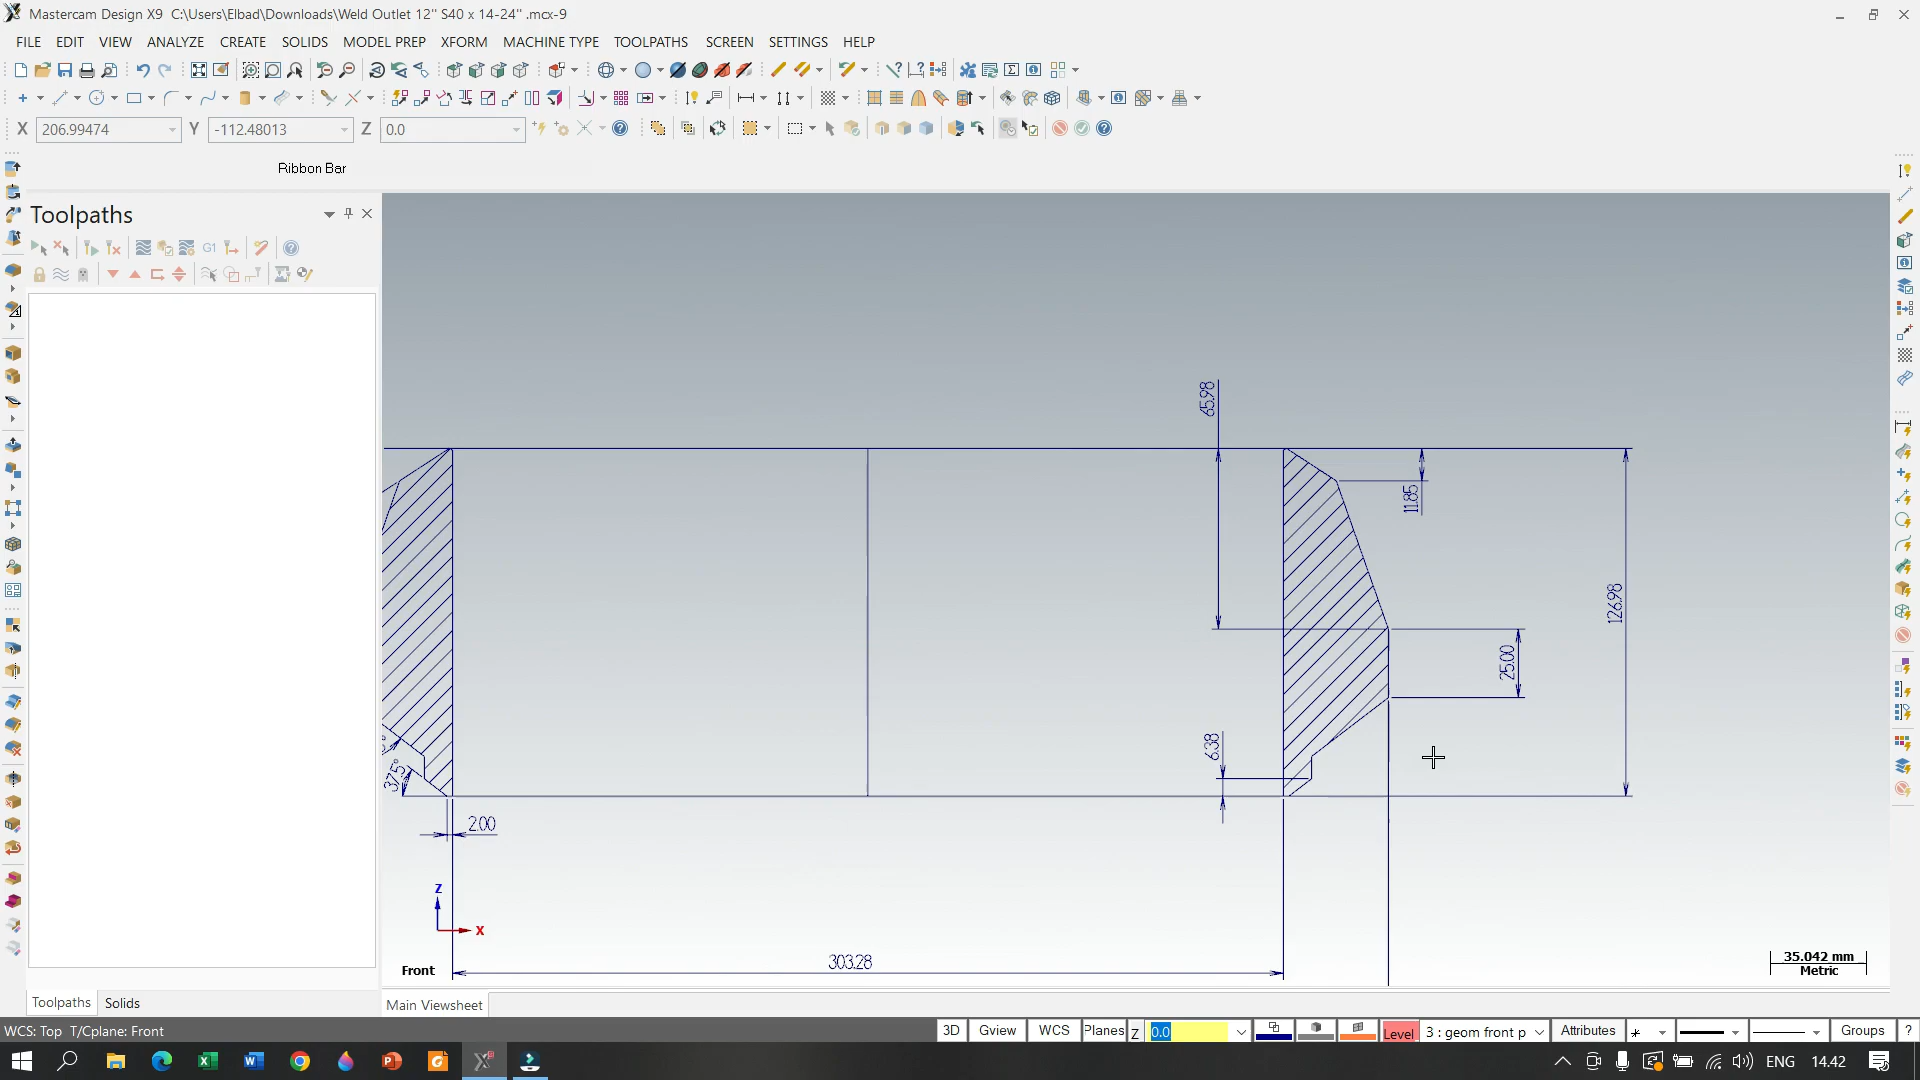 Mastercam Design X9 C:\Users\Elbad\Downloads\Weld Outlet 12" S40 x 14-24" .mcx-9
FILE EDIT VIEW ANALYZE CREATE SOLIDS MODEL PREP XFORM MACHINE TYPE TOOLPATHS SCREEN SETTINGS HELP
X 206.99474 Y -112.48013 Z 0.0
Ribbon Bar
Toolpaths
G1
65.98
11.85
126.98
25.00
6.38
37.5°
2.00
Z
X
303.28
Front
35.042 mm
Metric
Toolpaths Solids
Main Viewsheet
WCS: Top T/Cplane: Front
3D Gview WCS Planes Z 0.0 Level 3 : geom front p Attributes Groups ?
ENG 14.42